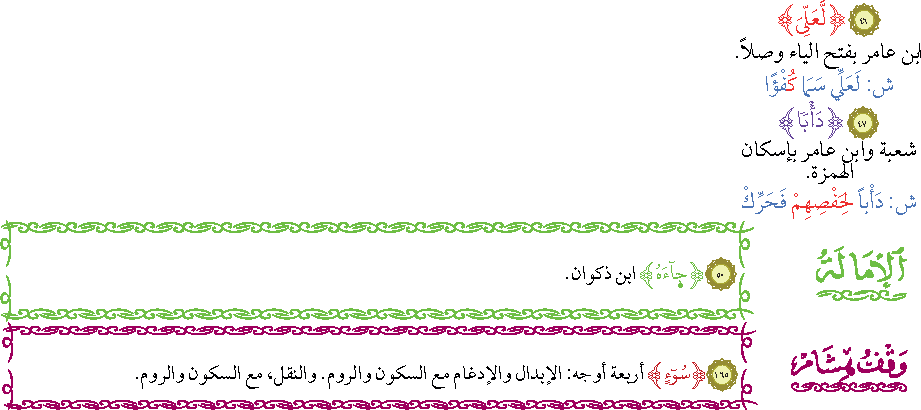 ٤٦ ﴿لَّعَلِّىٓ﴾
ابن عامر بفتح الياء وصلاً.
ش: لَعَلِّي سَمَا كُفْؤًا
٤٧ ﴿دَأَبًا﴾
شعبة وابن عامر بإسكان
الهمزة.
ش: دَأْباً لِحَفْصِهِمْ فَحَرِّكْ
ٱلْإِمَالَةُ
٥٠ ﴿جَآءَهُ﴾ ابن ذكوان.
وَقْفُ هِشَامٍ
١٦٥ ﴿سُوٓءٍ﴾ أربعة أوجه: الإبدال والإدغام مع السكون والروم. والنقل، مع السكون والروم.